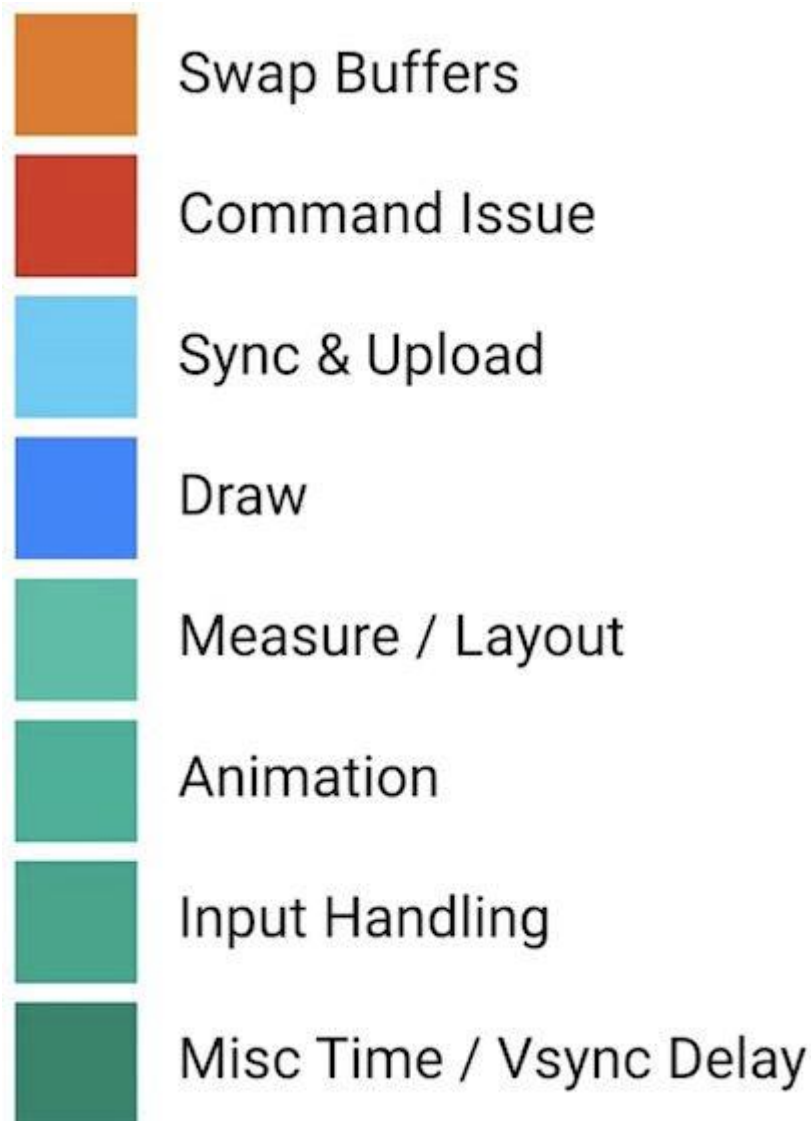 Swap Buffers
Command Issue
Sync & Upload
Draw
Measure / Layout
Animation
Input Handling
Misc Time / Vsync Delay